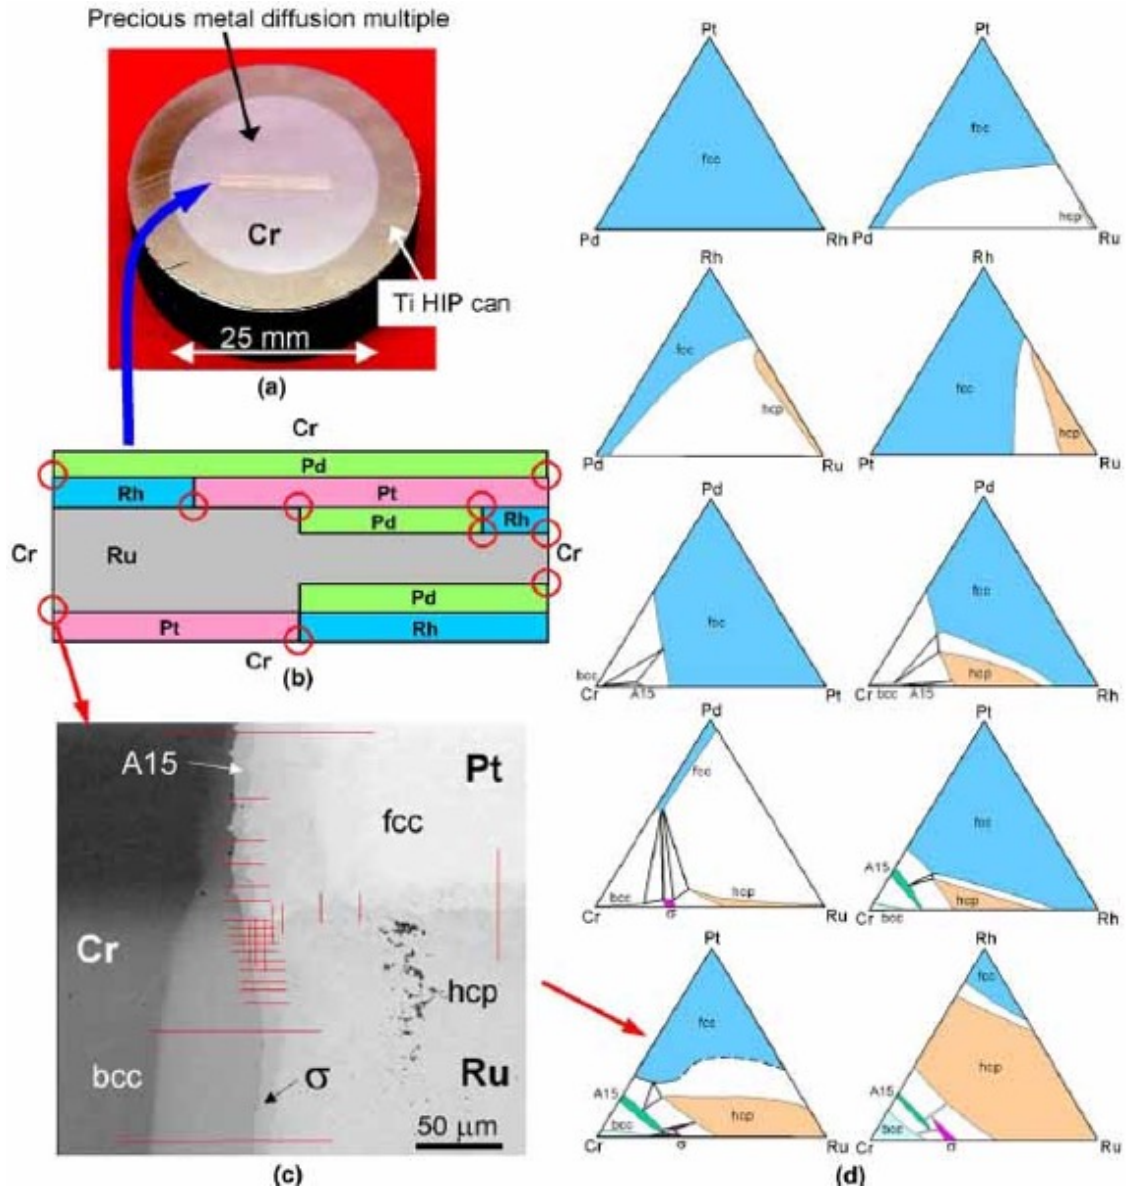 Precious metal diffusion multiple
Cr
Ti HIP can
25 mm
(a)
Cr
Pd
Rh
Pt
Pd
Rh
Cr
Ru
Cr
Pd
Pt
Rh
Cr
(b)
A15
Pt
fcc
Cr
hcp
bcc
σ
Ru
50 μm
(c)
Pt
fcc
Pd
Rh
Pt
fcc
hcp
Pd
Ru
Rh
fcc
hcp
Pd
Ru
Rh
fcc
hcp
Pt
Ru
Pd
fcc
bcc
Cr
A15
Pt
Pd
fcc
hcp
Cr
bcc
A15
Rh
Pd
fcc
hcp
bcc
Cr
σ
Ru
Pt
fcc
A15
hcp
Cr
bcc
Rh
Pt
fcc
A15
hcp
bcc
Cr
σ
Ru
Rh
fcc
hcp
A15
bcc
Cr
σ
Ru
(d)